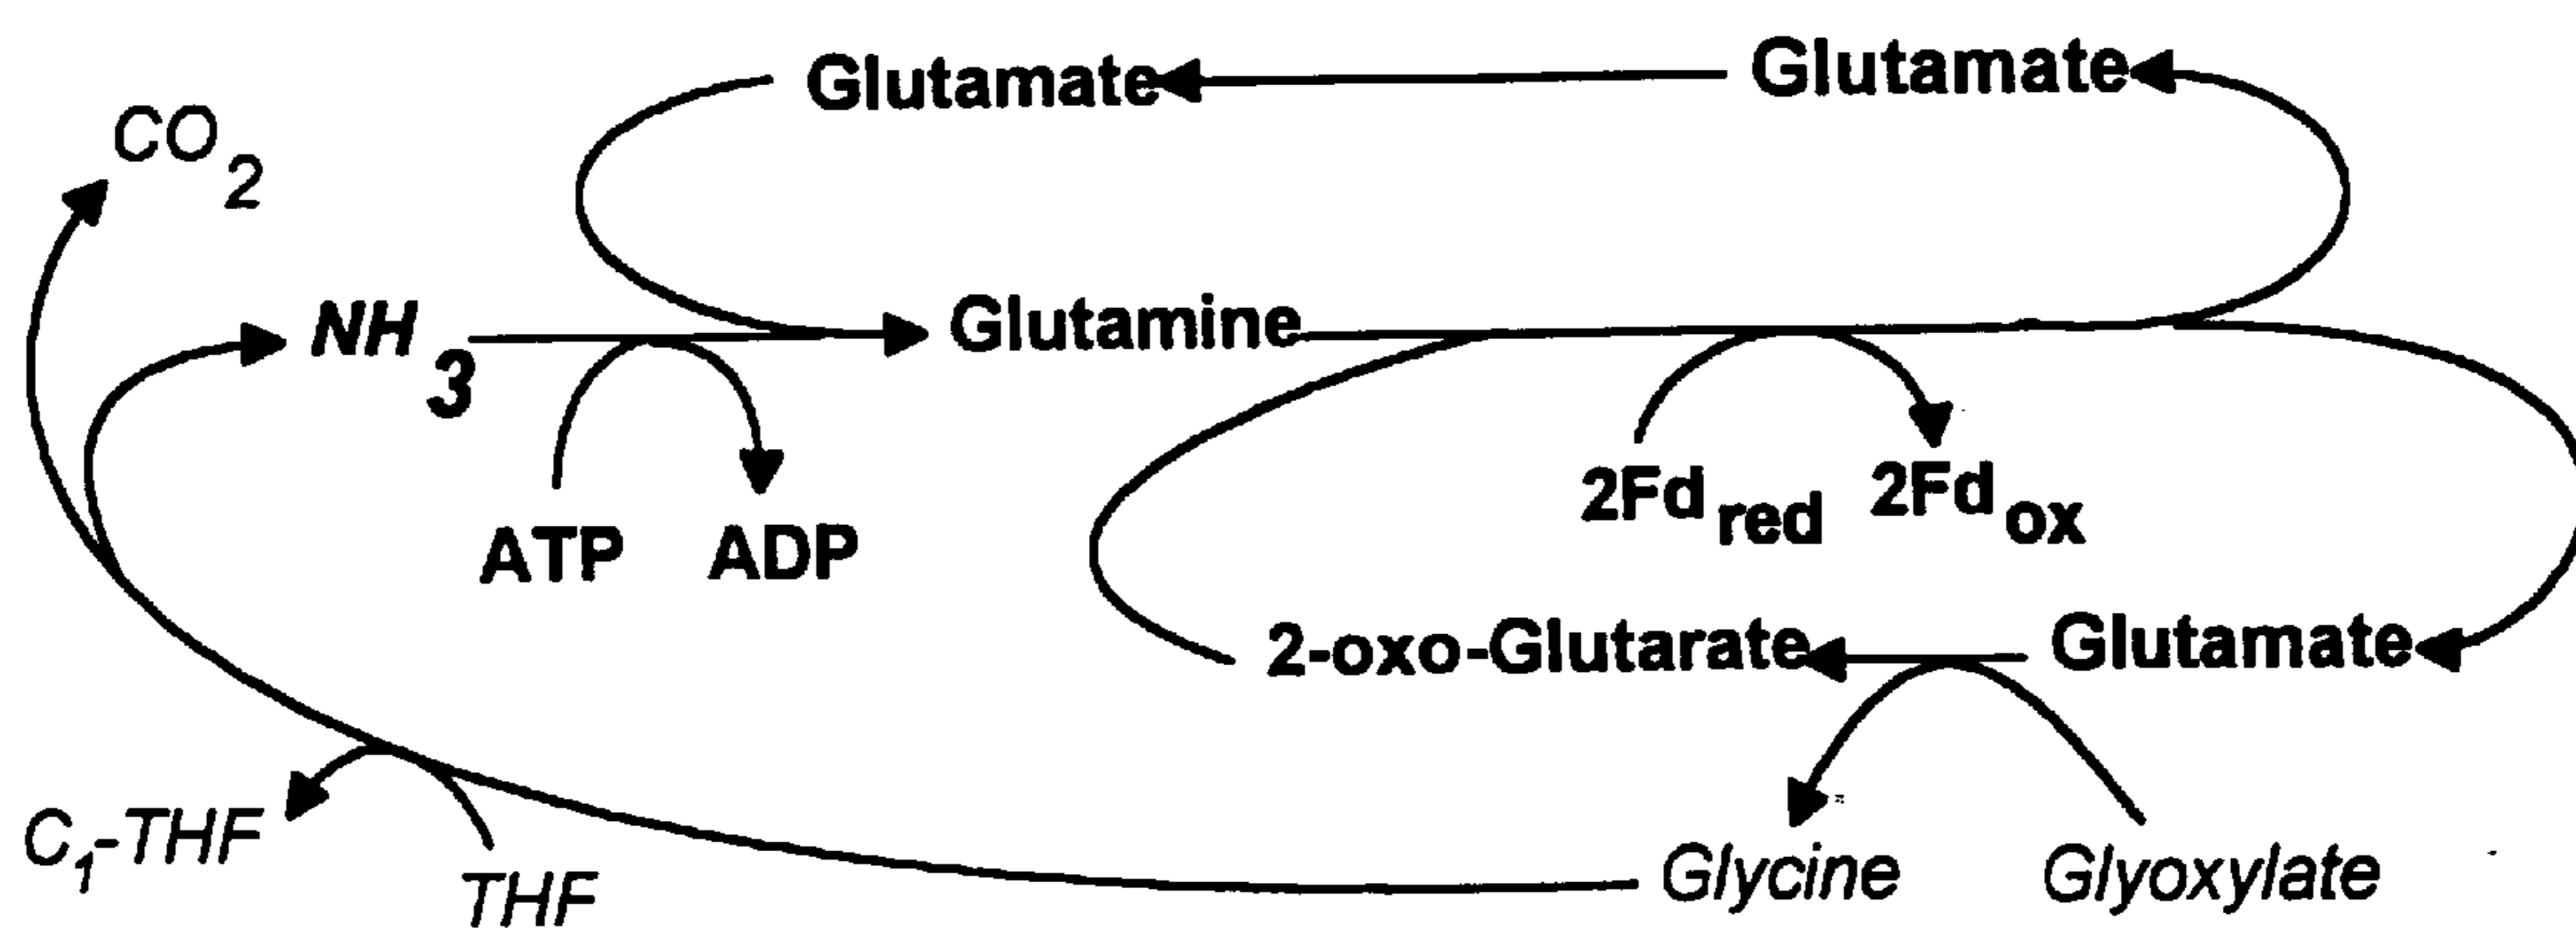 Glutamate Glutamate
CO2
NH3 Glutamine
ATP ADP 2Fdred 2Fdox
2-oxo-Glutarate Glutamate
C1-THF THF Glycine Glyoxylate